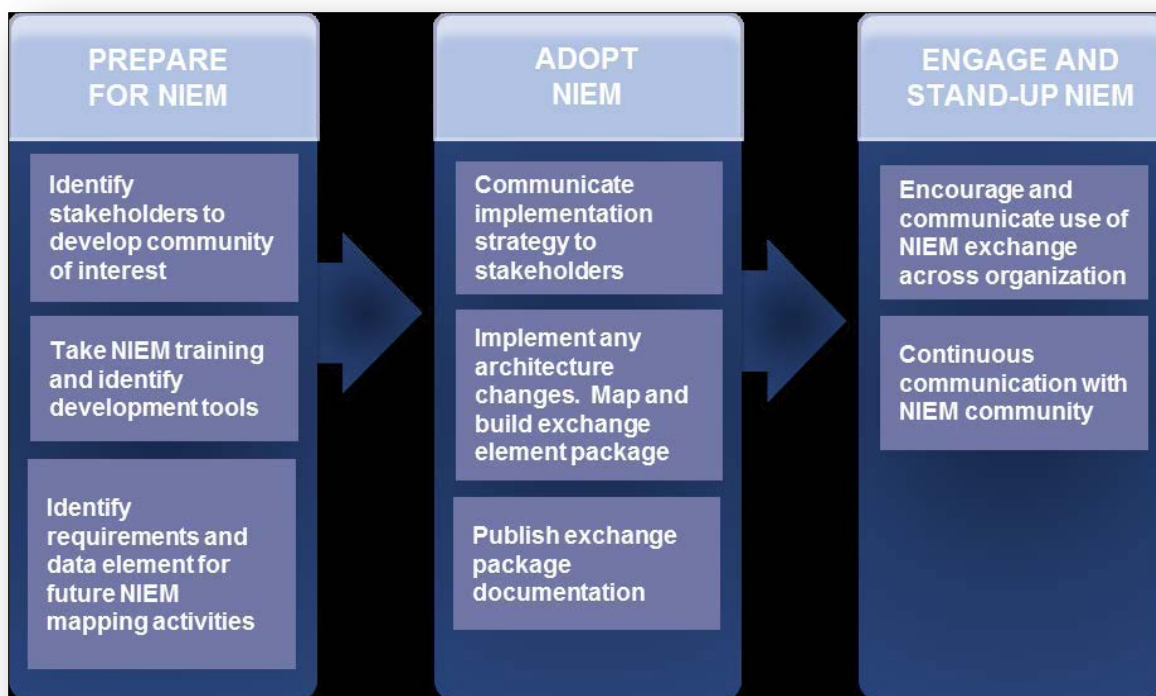 PREPARE
FOR NIEM
Identify
stakeholders to
develop community
of interest
Take NIEM training
and identify
development tools
Identify
requirements and
data element for
future NIEM
mapping activities
ADOPT
NIEM
Communicate
implementation
strategy to
stakeholders
Implement any
architecture
changes.  Map and
build exchange
element package
Publish exchange
package
documentation
ENGAGE AND
STAND-UP NIEM
Encourage and
communicate use of
NIEM exchange
across organization
Continuous
communication with
NIEM community